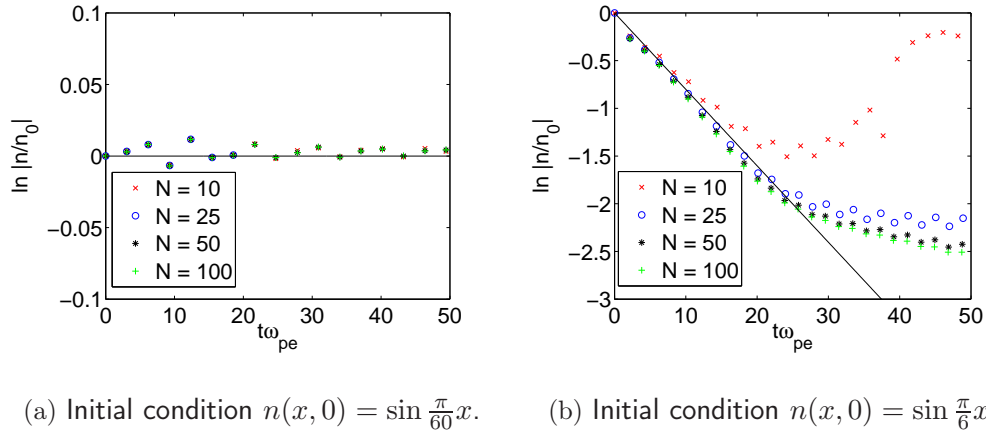 0.1
0.05
0
−0.05
−0.1
ln |n/n₀|
N = 10
N = 25
N = 50
N = 100
0 10 20 30 40 50
tω_pe
(a) Initial condition n(x, 0) = sin π/60 x.
0
−0.5
−1
−1.5
−2
−2.5
−3
ln |n/n₀|
N = 10
N = 25
N = 50
N = 100
0 10 20 30 40 50
tω_pe
(b) Initial condition n(x, 0) = sin π/6 x